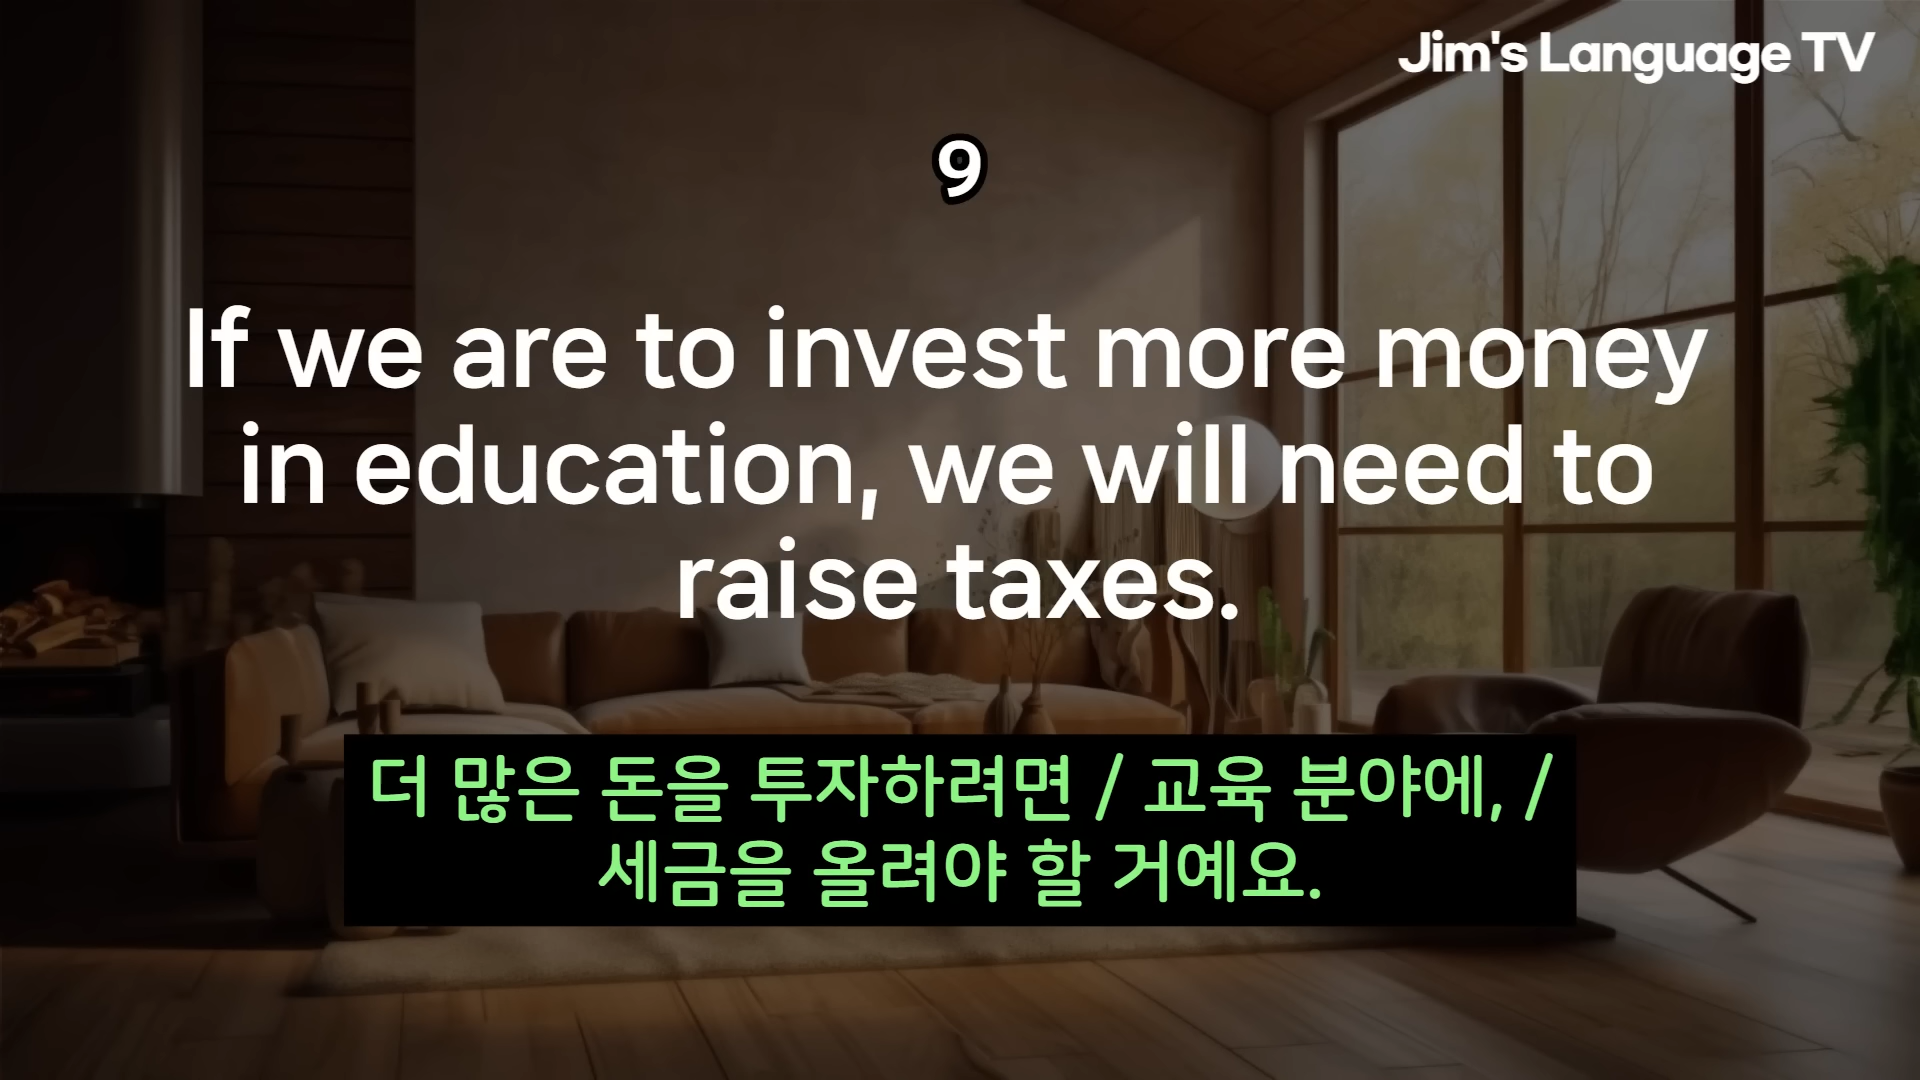 Jim's Language TV
9
If we are to invest more money
in education, we will need to
raise taxes.
더 많은 돈을 투자하려면 / 교육 분야에, /
세금을 올려야 할 거예요.